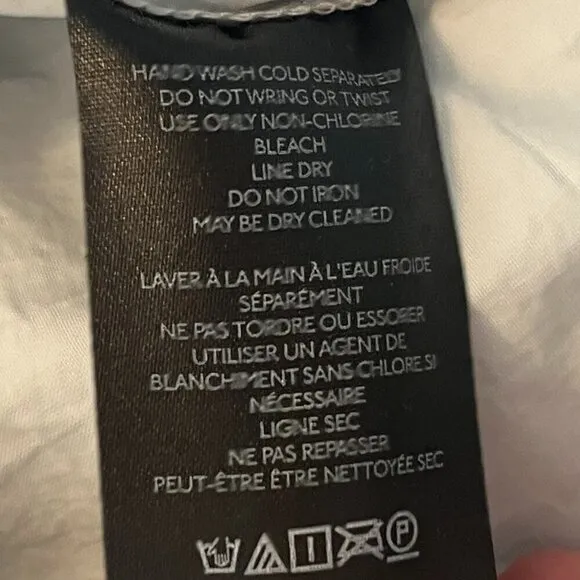 HAND WASH COLD SEPARATELY
DO NOT WRING OR TWIST
USE ONLY NON-CHLORINE
BLEACH
LINE DRY
DO NOT IRON
MAY BE DRY CLEANED
LAVER À LA MAIN À L'EAU FROIDE
SÉPARÉMENT
NE PAS TORDRE OU ESSORER
UTILISER UN AGENT DE
BLANCHIMENT SANS CHLORE SI
NÉCESSAIRE
LIGNE SEC
NE PAS REPASSER
PEUT-ÊTRE ÊTRE NETTOYÉE SEC
P